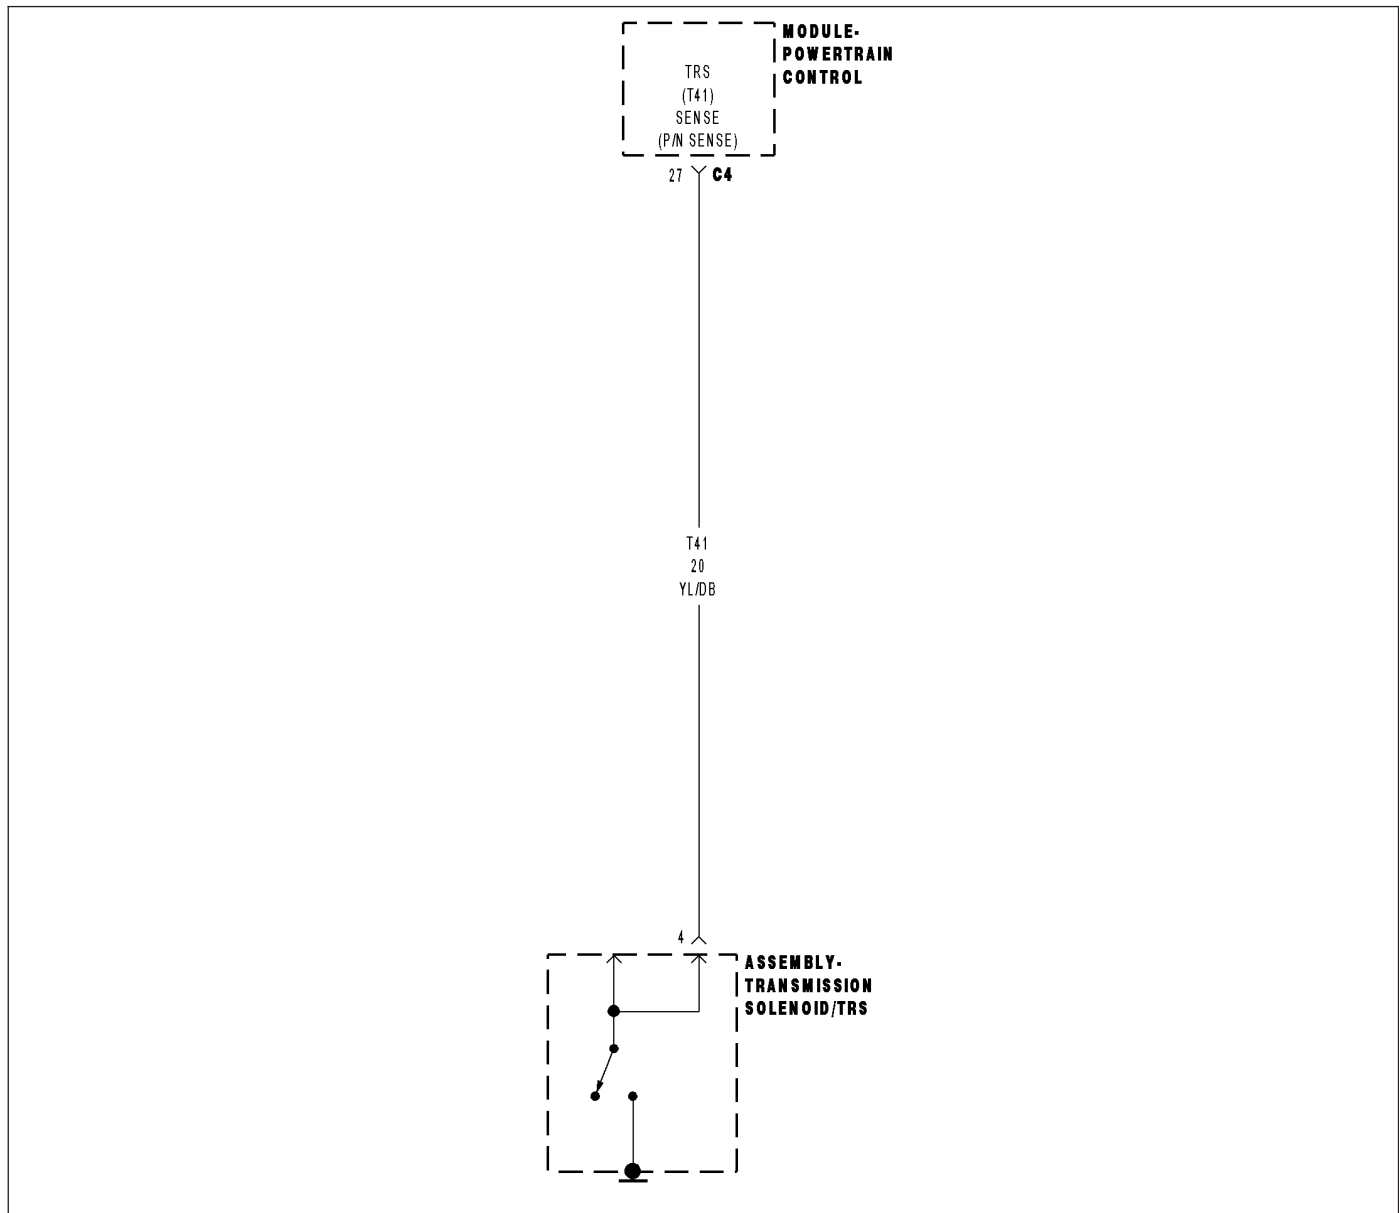 MODULE-
POWERTRAIN
CONTROL
TRS
(T41)
SENSE
(P/N SENSE)
27
C4
T41
20
YL/DB
4
ASSEMBLY-
TRANSMISSION
SOLENOID/TRS